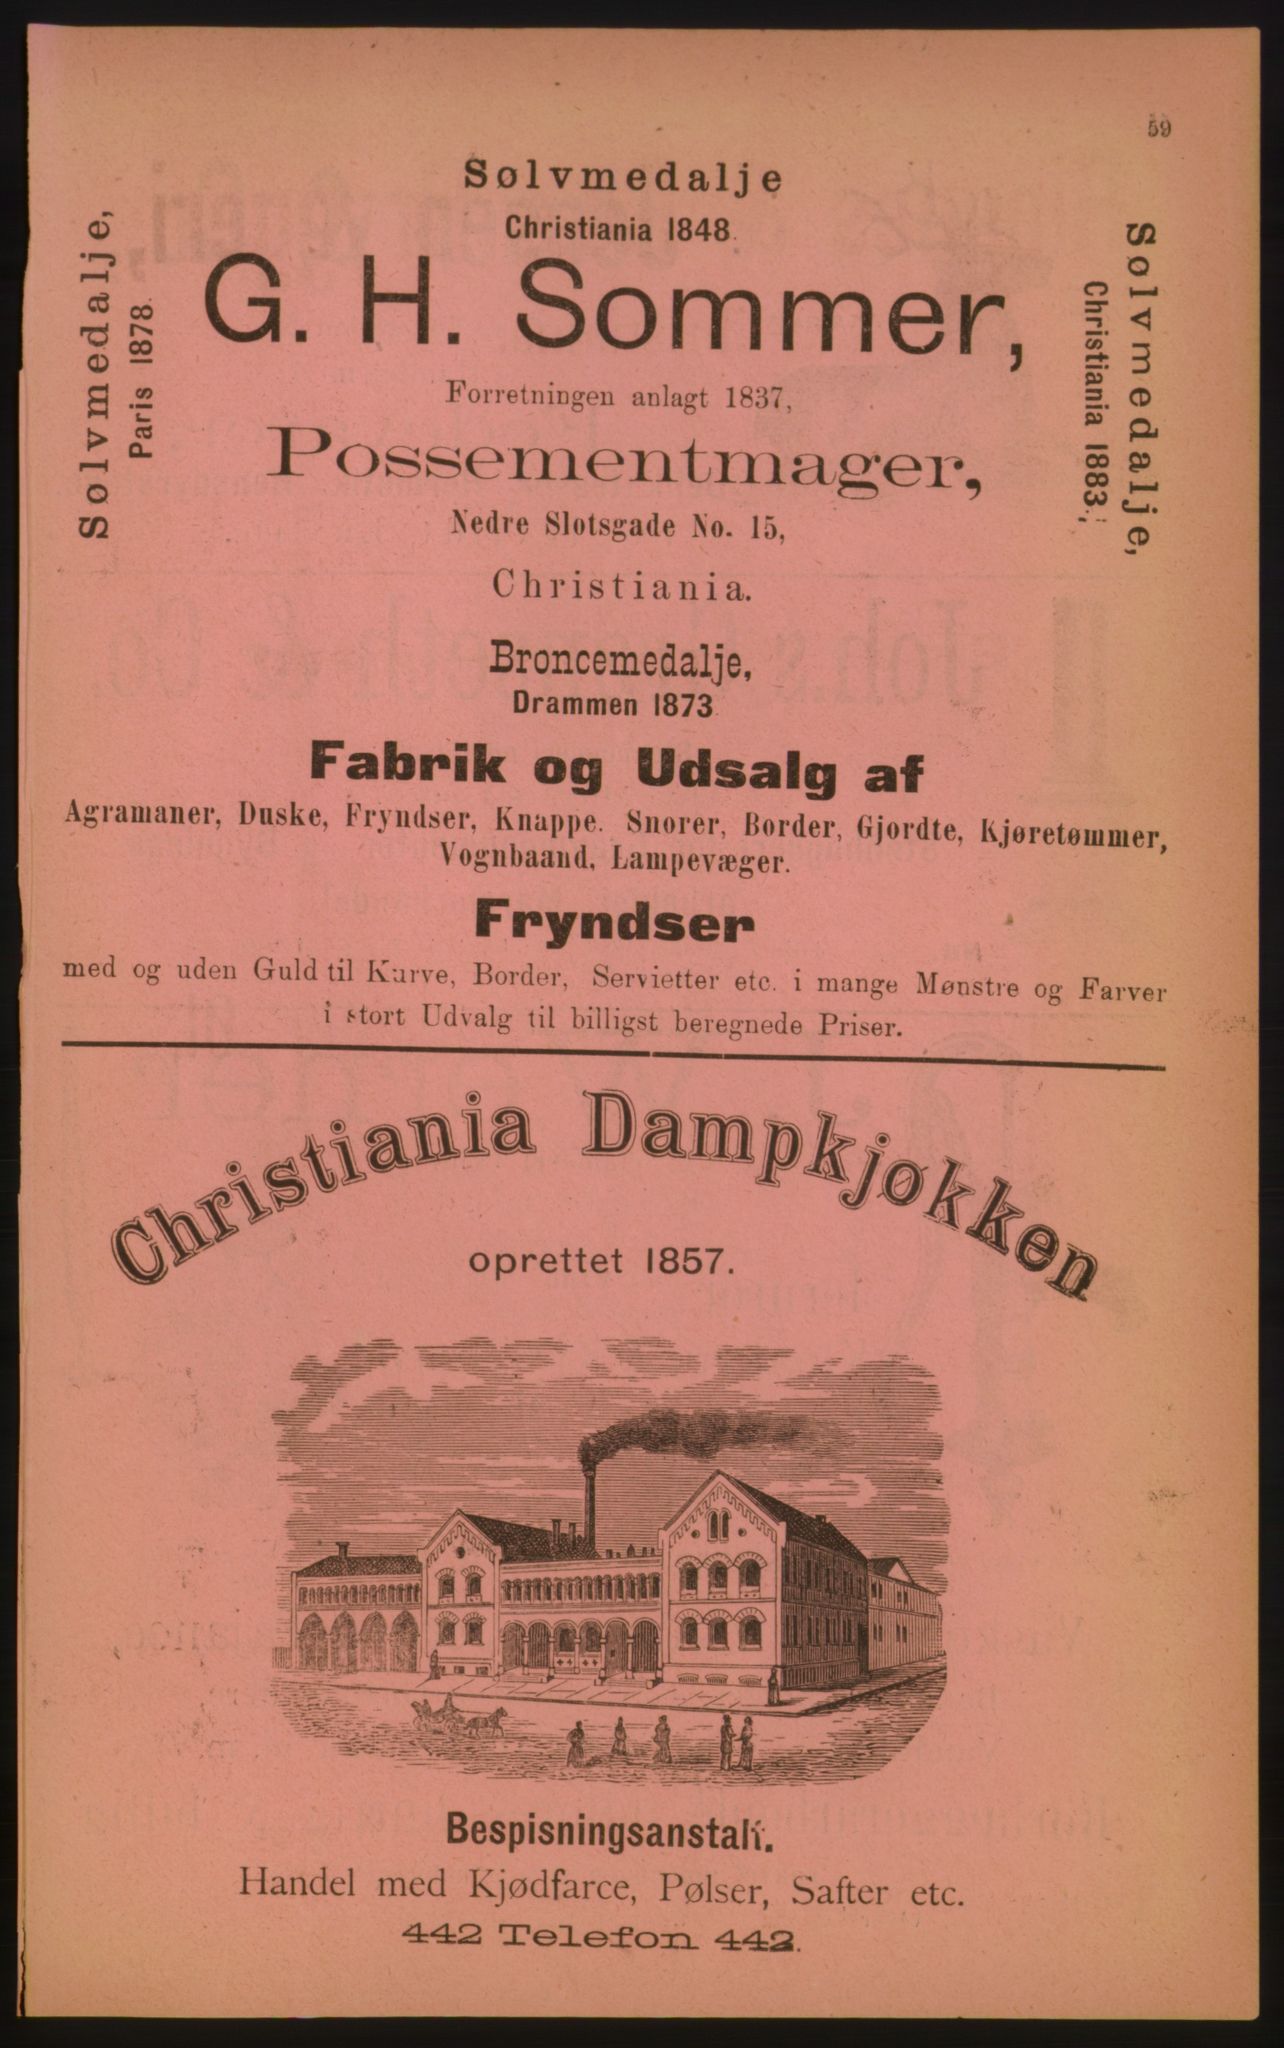 59
Sølvmedalje
Christiania 1848.
Sølvmedalje,
Paris 1878.
Sølvmedalje,
Christiania 1883.,
G. H. Sommer,
Forretningen anlagt 1837,
Possementmager,
Nedre Slotsgade No. 15,
Christiania.
Broncemedalje,
Drammen 1873
Fabrik og Udsalg af
Agramaner, Duske, Fryndser, Knappe. Snorer, Border, Gjordte, Kjøretømmer,
Vognbaand, Lampevæger.
Fryndser
med og uden Guld til Kurve, Border, Servietter etc. i mange Mønstre og Farver
i stort Udvalg til billigst beregnede Priser.
Christiania Dampkjøkken
oprettet 1857.
Bespisningsanstalt.
Handel med Kjødfarce, Pølser, Safter etc.
442 Telefon 442.